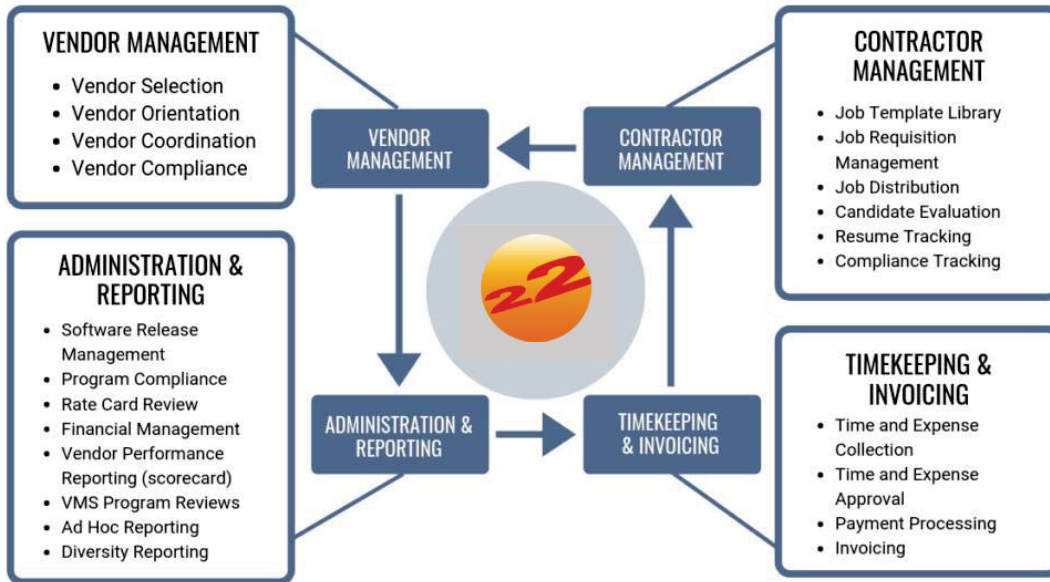 VENDOR MANAGEMENT
• Vendor Selection
• Vendor Orientation
• Vendor Coordination
• Vendor Compliance
ADMINISTRATION &
REPORTING
• Software Release
Management
• Program Compliance
• Rate Card Review
• Financial Management
• Vendor Performance
Reporting (scorecard)
• VMS Program Reviews
• Ad Hoc Reporting
• Diversity Reporting
VENDOR
MANAGEMENT
CONTRACTOR
MANAGEMENT
22
ADMINISTRATION &
REPORTING
TIMEKEEPING
& INVOICING
CONTRACTOR
MANAGEMENT
• Job Template Library
• Job Requisition
Management
• Job Distribution
• Candidate Evaluation
• Resume Tracking
• Compliance Tracking
TIMEKEEPING &
INVOICING
• Time and Expense
Collection
• Time and Expense
Approval
• Payment Processing
• Invoicing